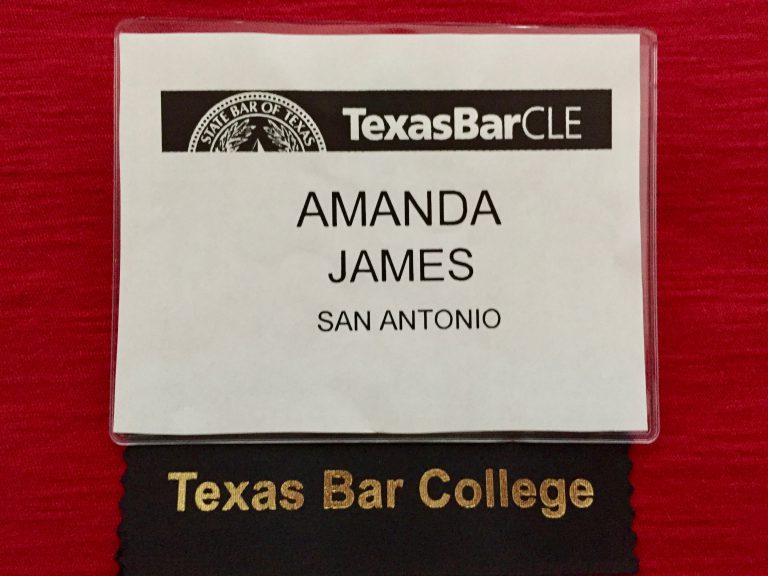 STATE BAR OF TEXAS
TexasBarCLE
AMANDA
JAMES
SAN ANTONIO
Texas Bar College